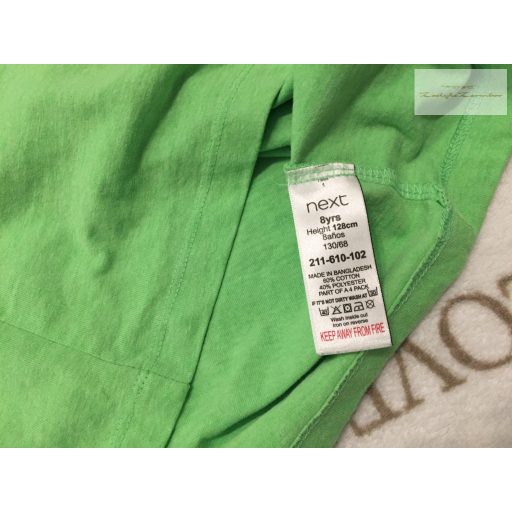 next
8yrs
Height 128cm
8años
130/68
211-610-102
MADE IN BANGLADESH
60% COTTON
40% POLYESTER
PART OF A 4 PACK
IF IT'S NOT DIRTY WASH AT
Wash inside out
iron on reverse
KEEP AWAY FROM FIRE